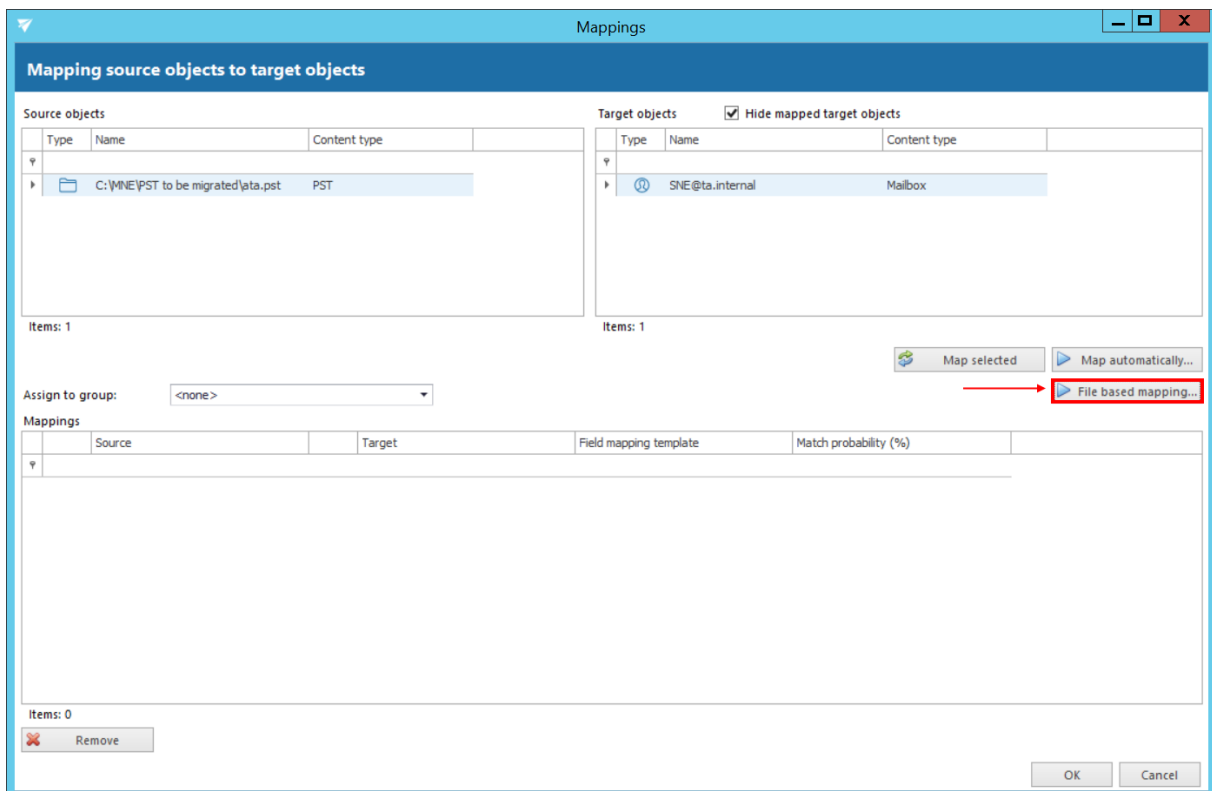 Mappings
Mapping source objects to target objects
Source objects
Target objects Hide mapped target objects
Type Name Content type
Type Name Content type
C:\MNE\PST to be migrated\ata.pst PST
SNE@ta.internal Mailbox
Items: 1
Items: 1
Map selected Map automatically...
Assign to group: <none> File based mapping...
Mappings
Source Target Field mapping template Match probability (%)
Items: 0
Remove
OK Cancel